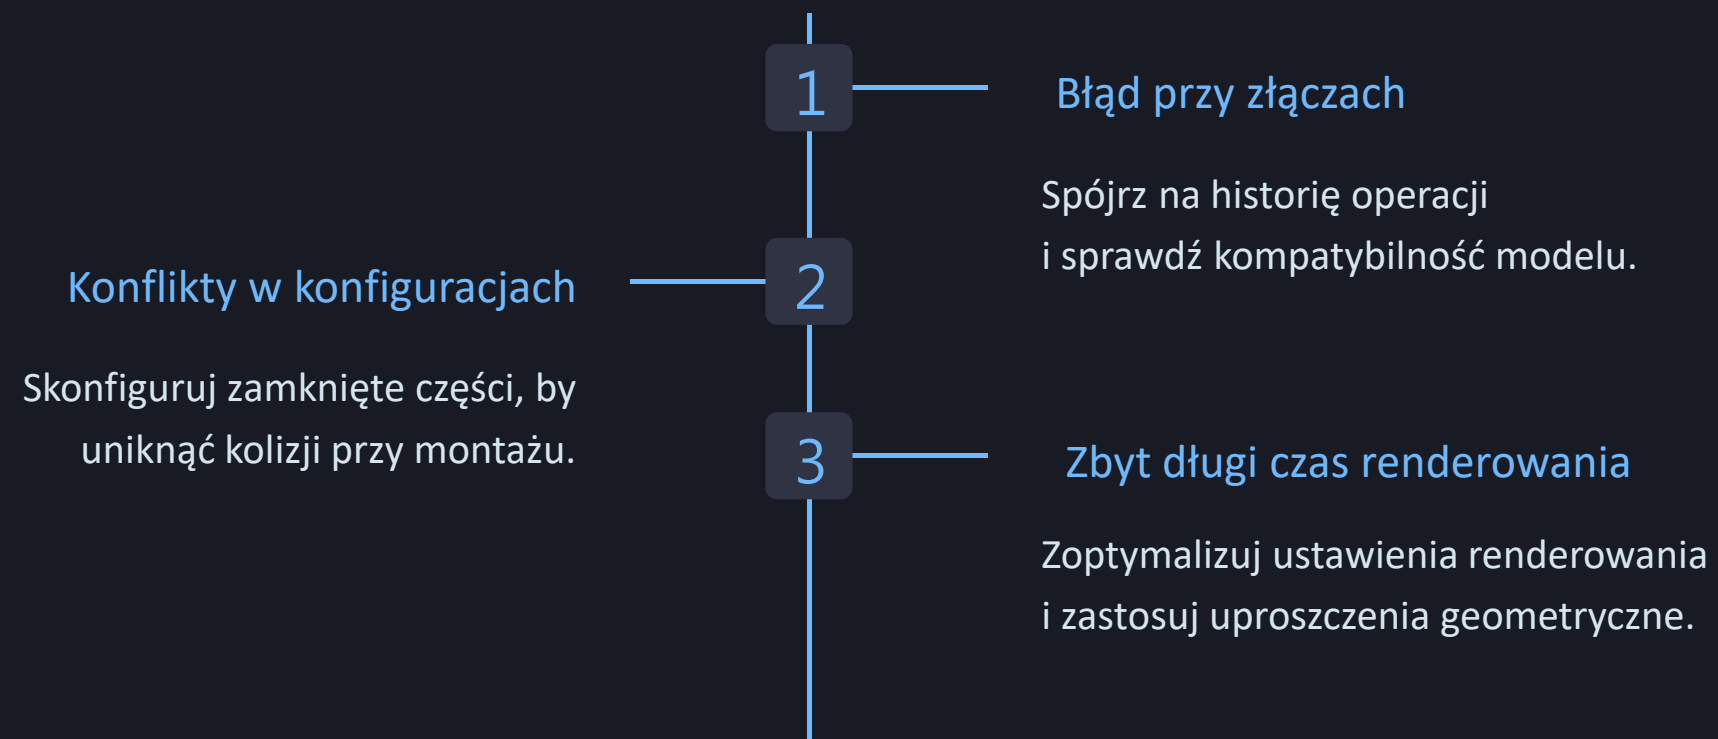 1
Błąd przy złączach
Spójrz na historię operacji
i sprawdź kompatybilność modelu.
2
Konflikty w konfiguracjach
Skonfiguruj zamknięte części, by
uniknąć kolizji przy montażu.
3
Zbyt długi czas renderowania
Zoptymalizuj ustawienia renderowania
i zastosuj uproszczenia geometryczne.